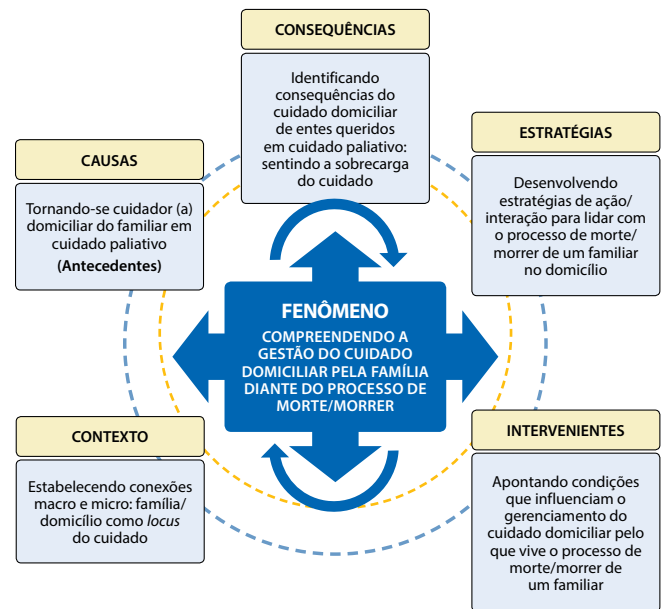 CONSEQUÊNCIAS
Identificando
consequências do
cuidado domiciliar
de entes queridos
em cuidado paliativo:
sentindo a sobrecarga
do cuidado
CAUSAS
Tornando-se cuidador (a)
domiciliar do familiar em
cuidado paliativo
(Antecedentes)
ESTRATÉGIAS
Desenvolvendo
estratégias de ação/
interação para lidar com
o processo de morte/
morrer de um familiar
no domicílio
FENÔMENO
COMPREENDENDO A
GESTÃO DO CUIDADO
DOMICILIAR PELA FAMÍLIA
DIANTE DO PROCESSO DE
MORTE/MORRER
CONTEXTO
Estabelecendo conexões
macro e micro: família/
domicílio como locus
do cuidado
INTERVENIENTES
Apontando condições
que influenciam o
gerenciamento do
cuidado domiciliar pelo
que vive o processo de
morte/morrer de
um familiar